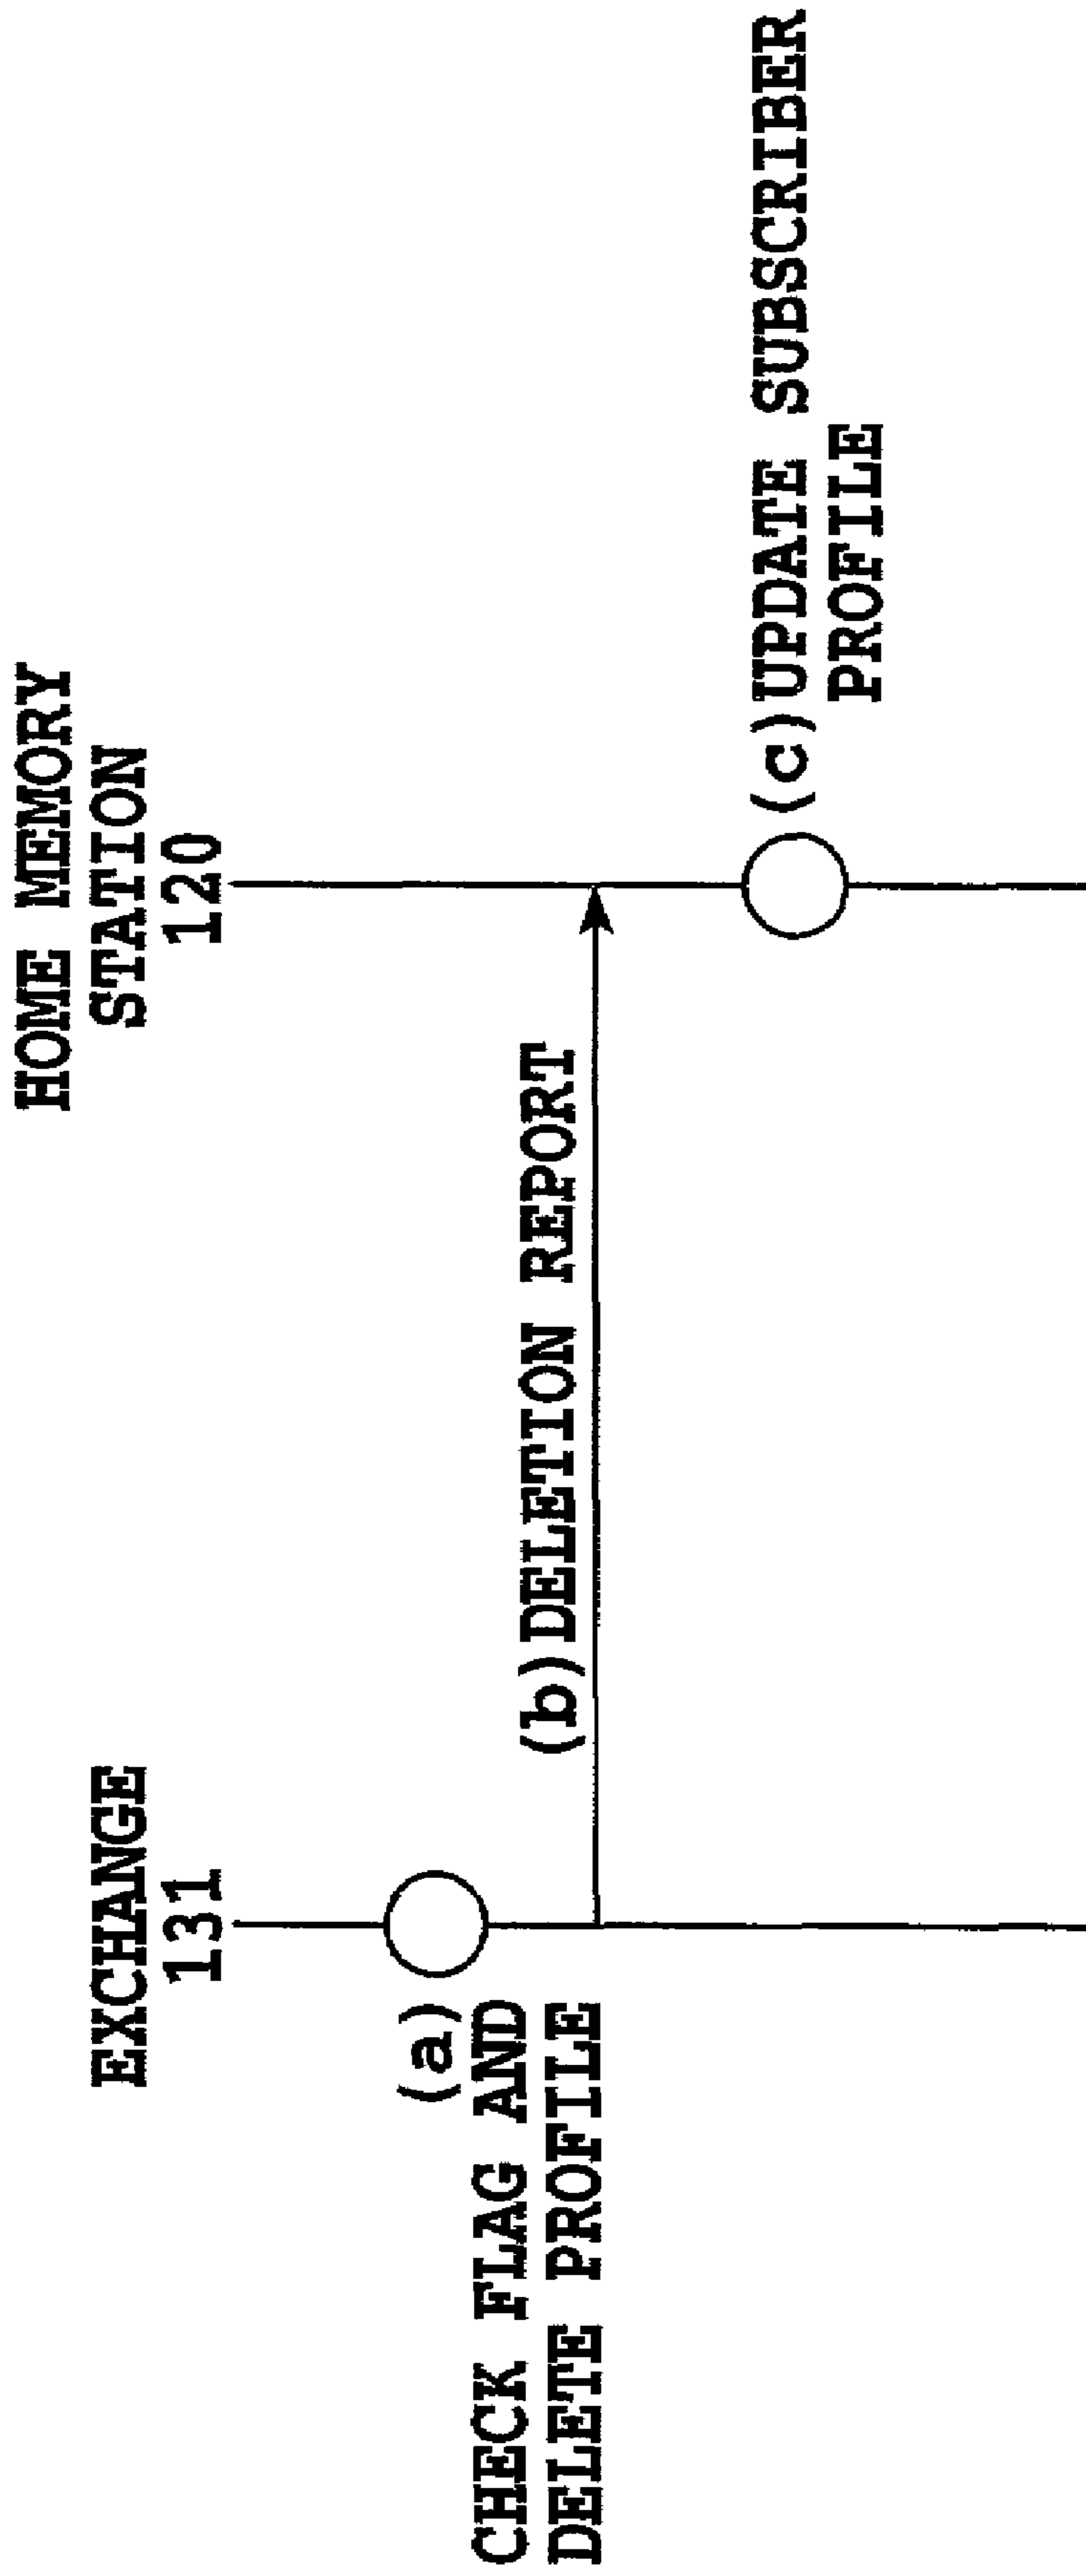 EXCHANGE
131
HOME MEMORY
STATION
120
(a)
CHECK FLAG AND
DELETE PROFILE
(b)DELETION REPORT
(c)UPDATE SUBSCRIBER
PROFILE